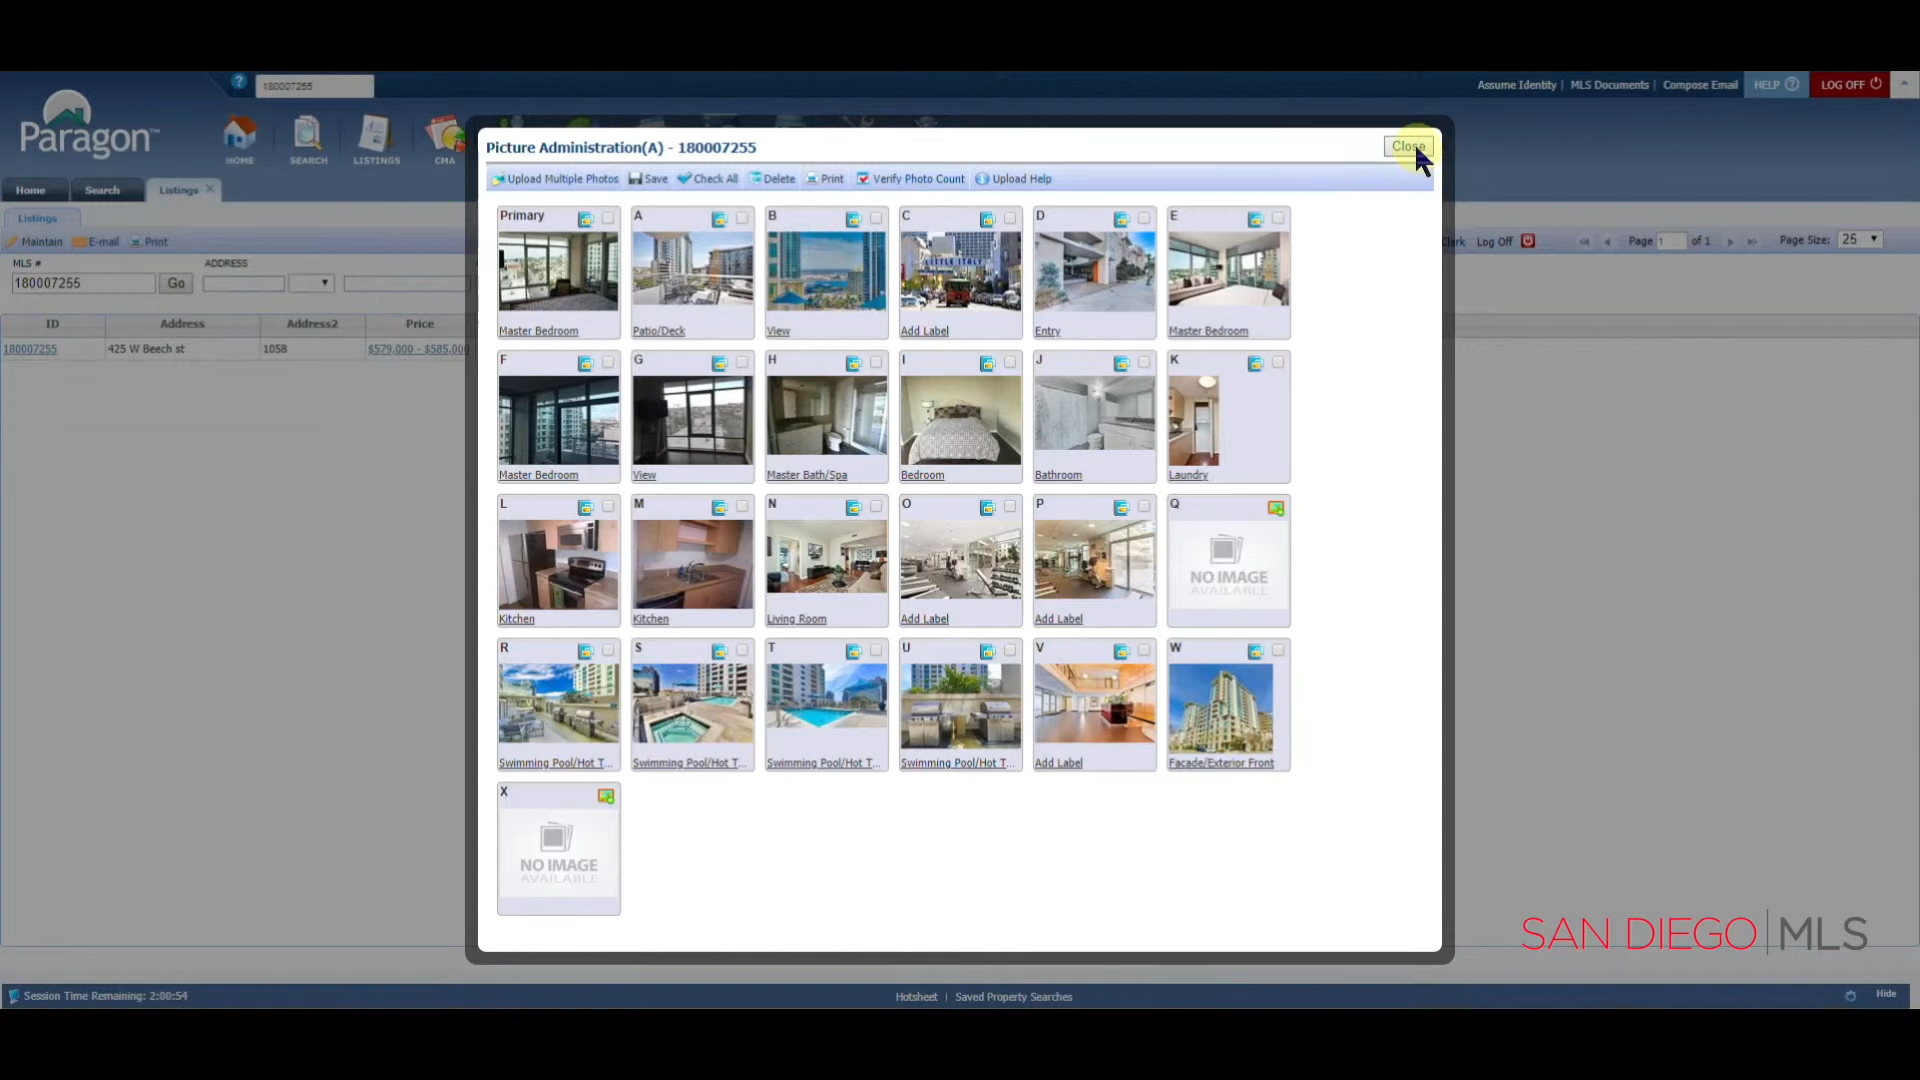 180007255
Assume Identity | MLS Documents | Compose Email HELP ? LOG OFF
Paragon™
HOME SEARCH LISTINGS CMA
Home Search Listings
Listings
Maintain E-mail Print
Clark Log Off Page 1 of 1 Page Size: 25
MLS # ADDRESS
180007255 Go
ID Address Address2 Price
180007255 425 W Beech st 1058 $579,000 - $585,000
Picture Administration(A) - 180007255 Close
Upload Multiple Photos Save Check All Delete Print Verify Photo Count Upload Help
Primary A B C D E
LITTLE ITALY
Master Bedroom Patio/Deck View Add Label Entry Master Bedroom
F G H I J K
Master Bedroom View Master Bath/Spa Bedroom Bathroom Laundry
L M N O P Q
NO IMAGE
AVAILABLE
Kitchen Kitchen Living Room Add Label Add Label
R S T U V W
Swimming Pool/Hot T... Swimming Pool/Hot T... Swimming Pool/Hot T... Swimming Pool/Hot T... Add Label Facade/Exterior Front
X
NO IMAGE
AVAILABLE
SAN DIEGO | MLS
Session Time Remaining: 2:00:54 Hotsheet | Saved Property Searches Hide